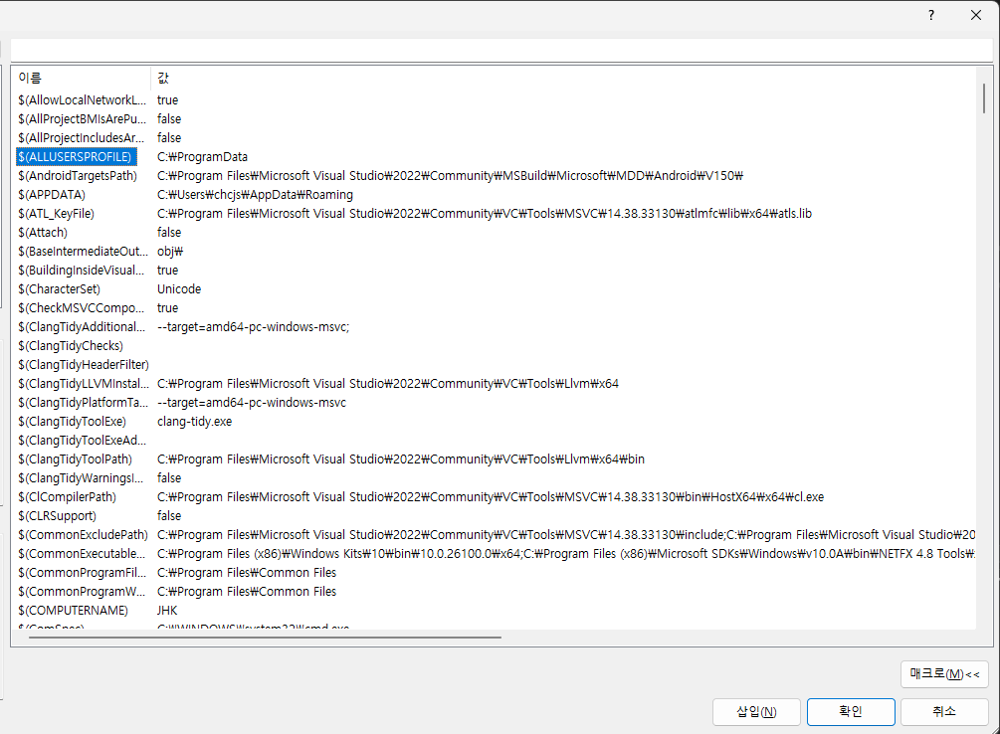 ?
이름 값
$(AllowLocalNetworkL... true
$(AllProjectBMIsArePu... false
$(AllProjectIncludesAr... false
$(ALLUSERSPROFILE) C:₩ProgramData
$(AndroidTargetsPath) C:₩Program Files₩Microsoft Visual Studio₩2022₩Community₩MSBuild₩Microsoft₩MDD₩Android₩V150₩
$(APPDATA) C:₩Users₩chcjs₩AppData₩Roaming
$(ATL_KeyFile) C:₩Program Files₩Microsoft Visual Studio₩2022₩Community₩VC₩Tools₩MSVC₩14.38.33130₩atlmfc₩lib₩x64₩atls.lib
$(Attach) false
$(BaseIntermediateOut... obj₩
$(BuildingInsideVisual... true
$(CharacterSet) Unicode
$(CheckMSVCCompo... true
$(ClangTidyAdditional... --target=amd64-pc-windows-msvc;
$(ClangTidyChecks)
$(ClangTidyHeaderFilter)
$(ClangTidyLLVMInstal... C:₩Program Files₩Microsoft Visual Studio₩2022₩Community₩VC₩Tools₩Llvm₩x64
$(ClangTidyPlatformTa... --target=amd64-pc-windows-msvc
$(ClangTidyToolExe) clang-tidy.exe
$(ClangTidyToolExeAd...
$(ClangTidyToolPath) C:₩Program Files₩Microsoft Visual Studio₩2022₩Community₩VC₩Tools₩Llvm₩x64₩bin
$(ClangTidyWarningsI... false
$(ClCompilerPath) C:₩Program Files₩Microsoft Visual Studio₩2022₩Community₩VC₩Tools₩MSVC₩14.38.33130₩bin₩HostX64₩x64₩cl.exe
$(CLRSupport) false
$(CommonExcludePath) C:₩Program Files₩Microsoft Visual Studio₩2022₩Community₩VC₩Tools₩MSVC₩14.38.33130₩include;C:₩Program Files₩Microsoft Visual Studio₩20
$(CommonExecutable... C:₩Program Files (x86)₩Windows Kits₩10₩bin₩10.0.26100.0₩x64;C:₩Program Files (x86)₩Microsoft SDKs₩Windows₩v10.0A₩bin₩NETFX 4.8 Tools₩
$(CommonProgramFil... C:₩Program Files₩Common Files
$(CommonProgramW... C:₩Program Files₩Common Files
$(COMPUTERNAME) JHK
$(ComSpec) C:₩WINDOWS₩system32₩cmd.exe
매크로(M)<<
삽입(N) 확인 취소